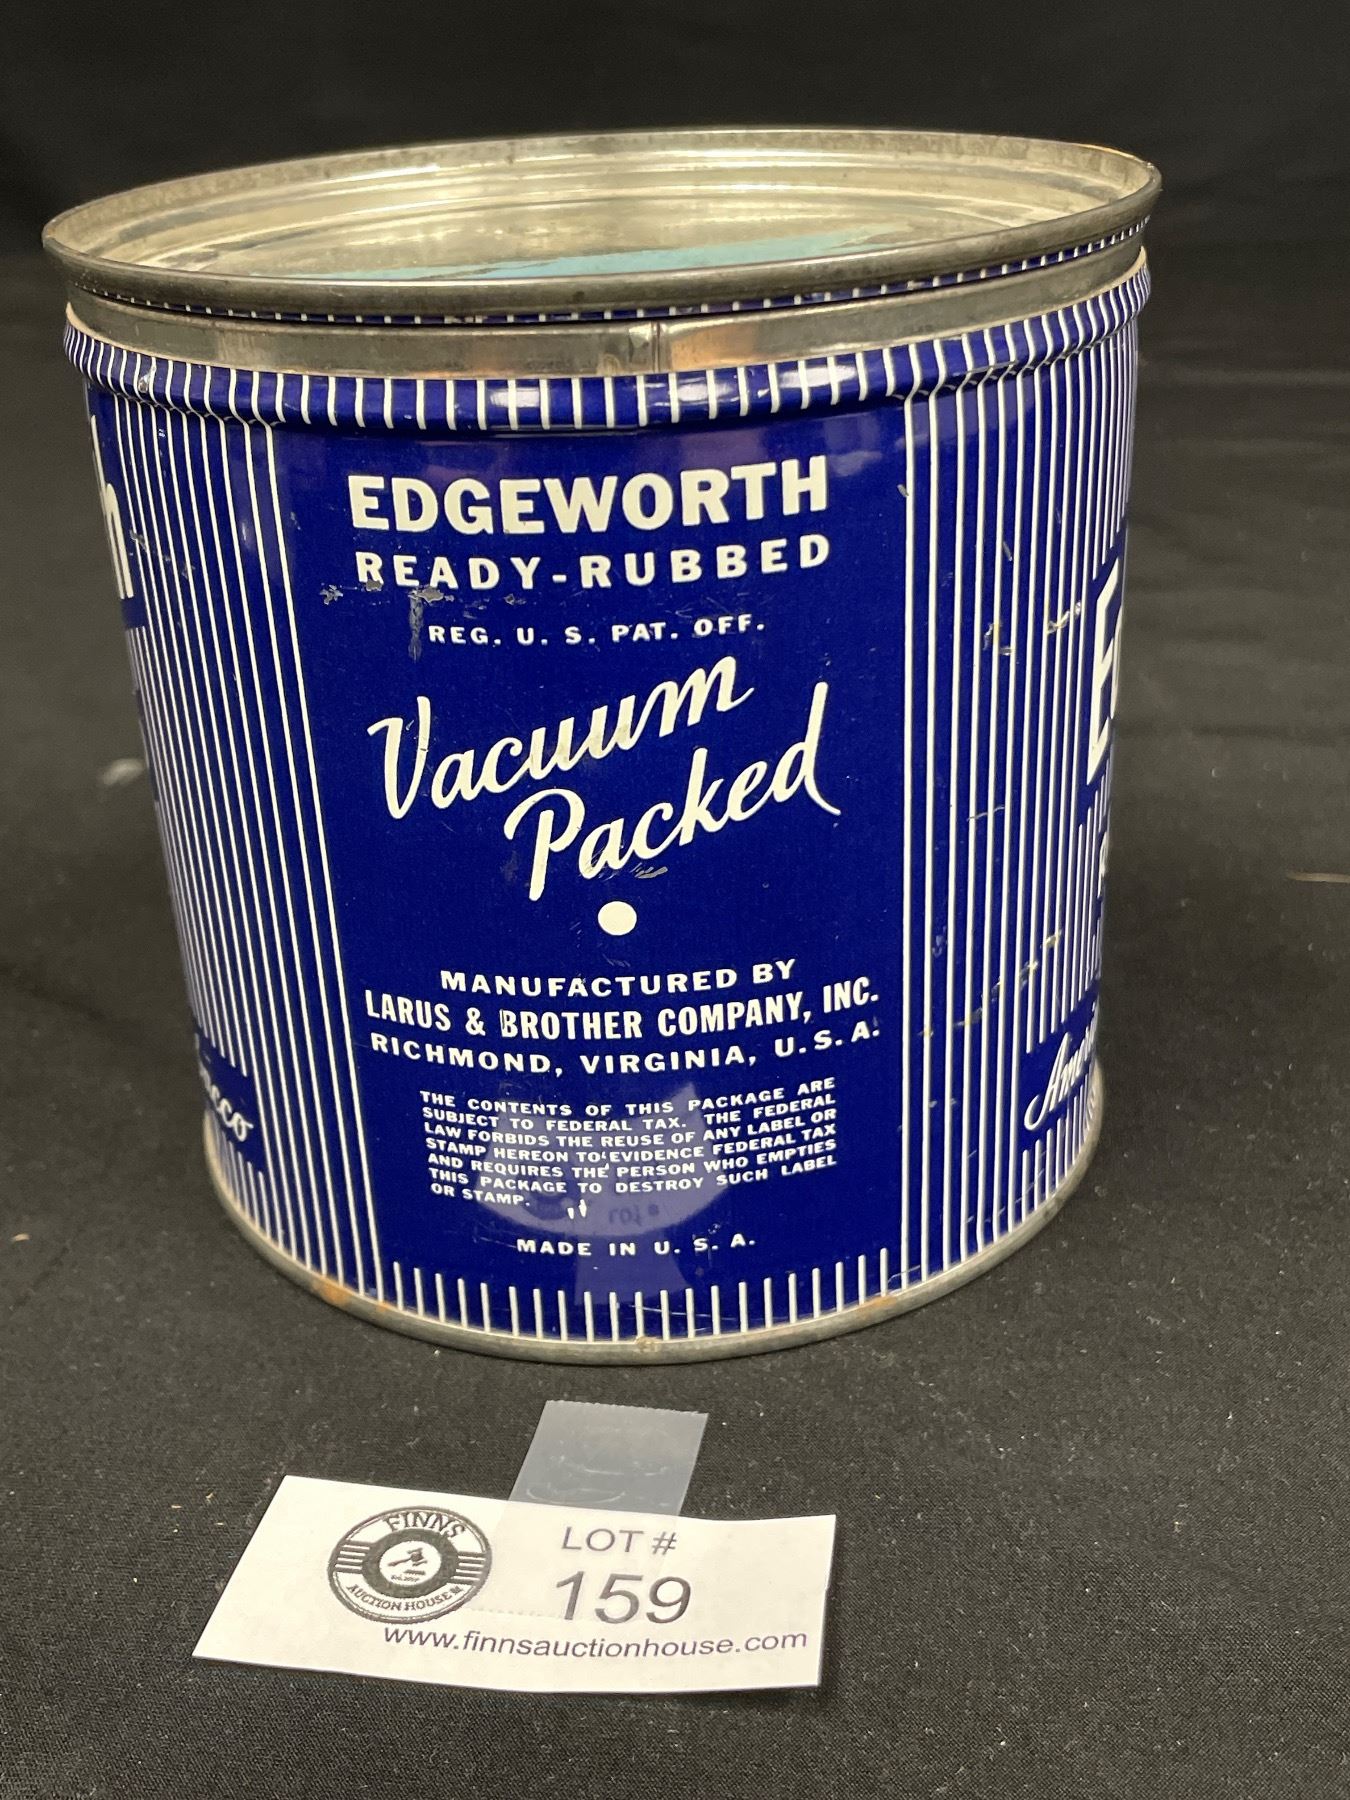 EDGEWORTH
READY-RUBBED
REG. U. S. PAT. OFF.
Vacuum
Packed
MANUFACTURED BY
LARUS & BROTHER COMPANY, INC.
RICHMOND, VIRGINIA, U.S.A.
THE CONTENTS OF THIS PACKAGE ARE
SUBJECT TO FEDERAL TAX. THE FEDERAL
LAW FORBIDS THE REUSE OF ANY LABEL OR
STAMP HEREON TO EVIDENCE FEDERAL TAX
AND REQUIRES THE PERSON WHO EMPTIES
THIS PACKAGE TO DESTROY SUCH LABEL
OR STAMP.
MADE IN U. S. A.
FINNS
AUCTION HOUSE
LOT #
159
www.finnsauctionhouse.com